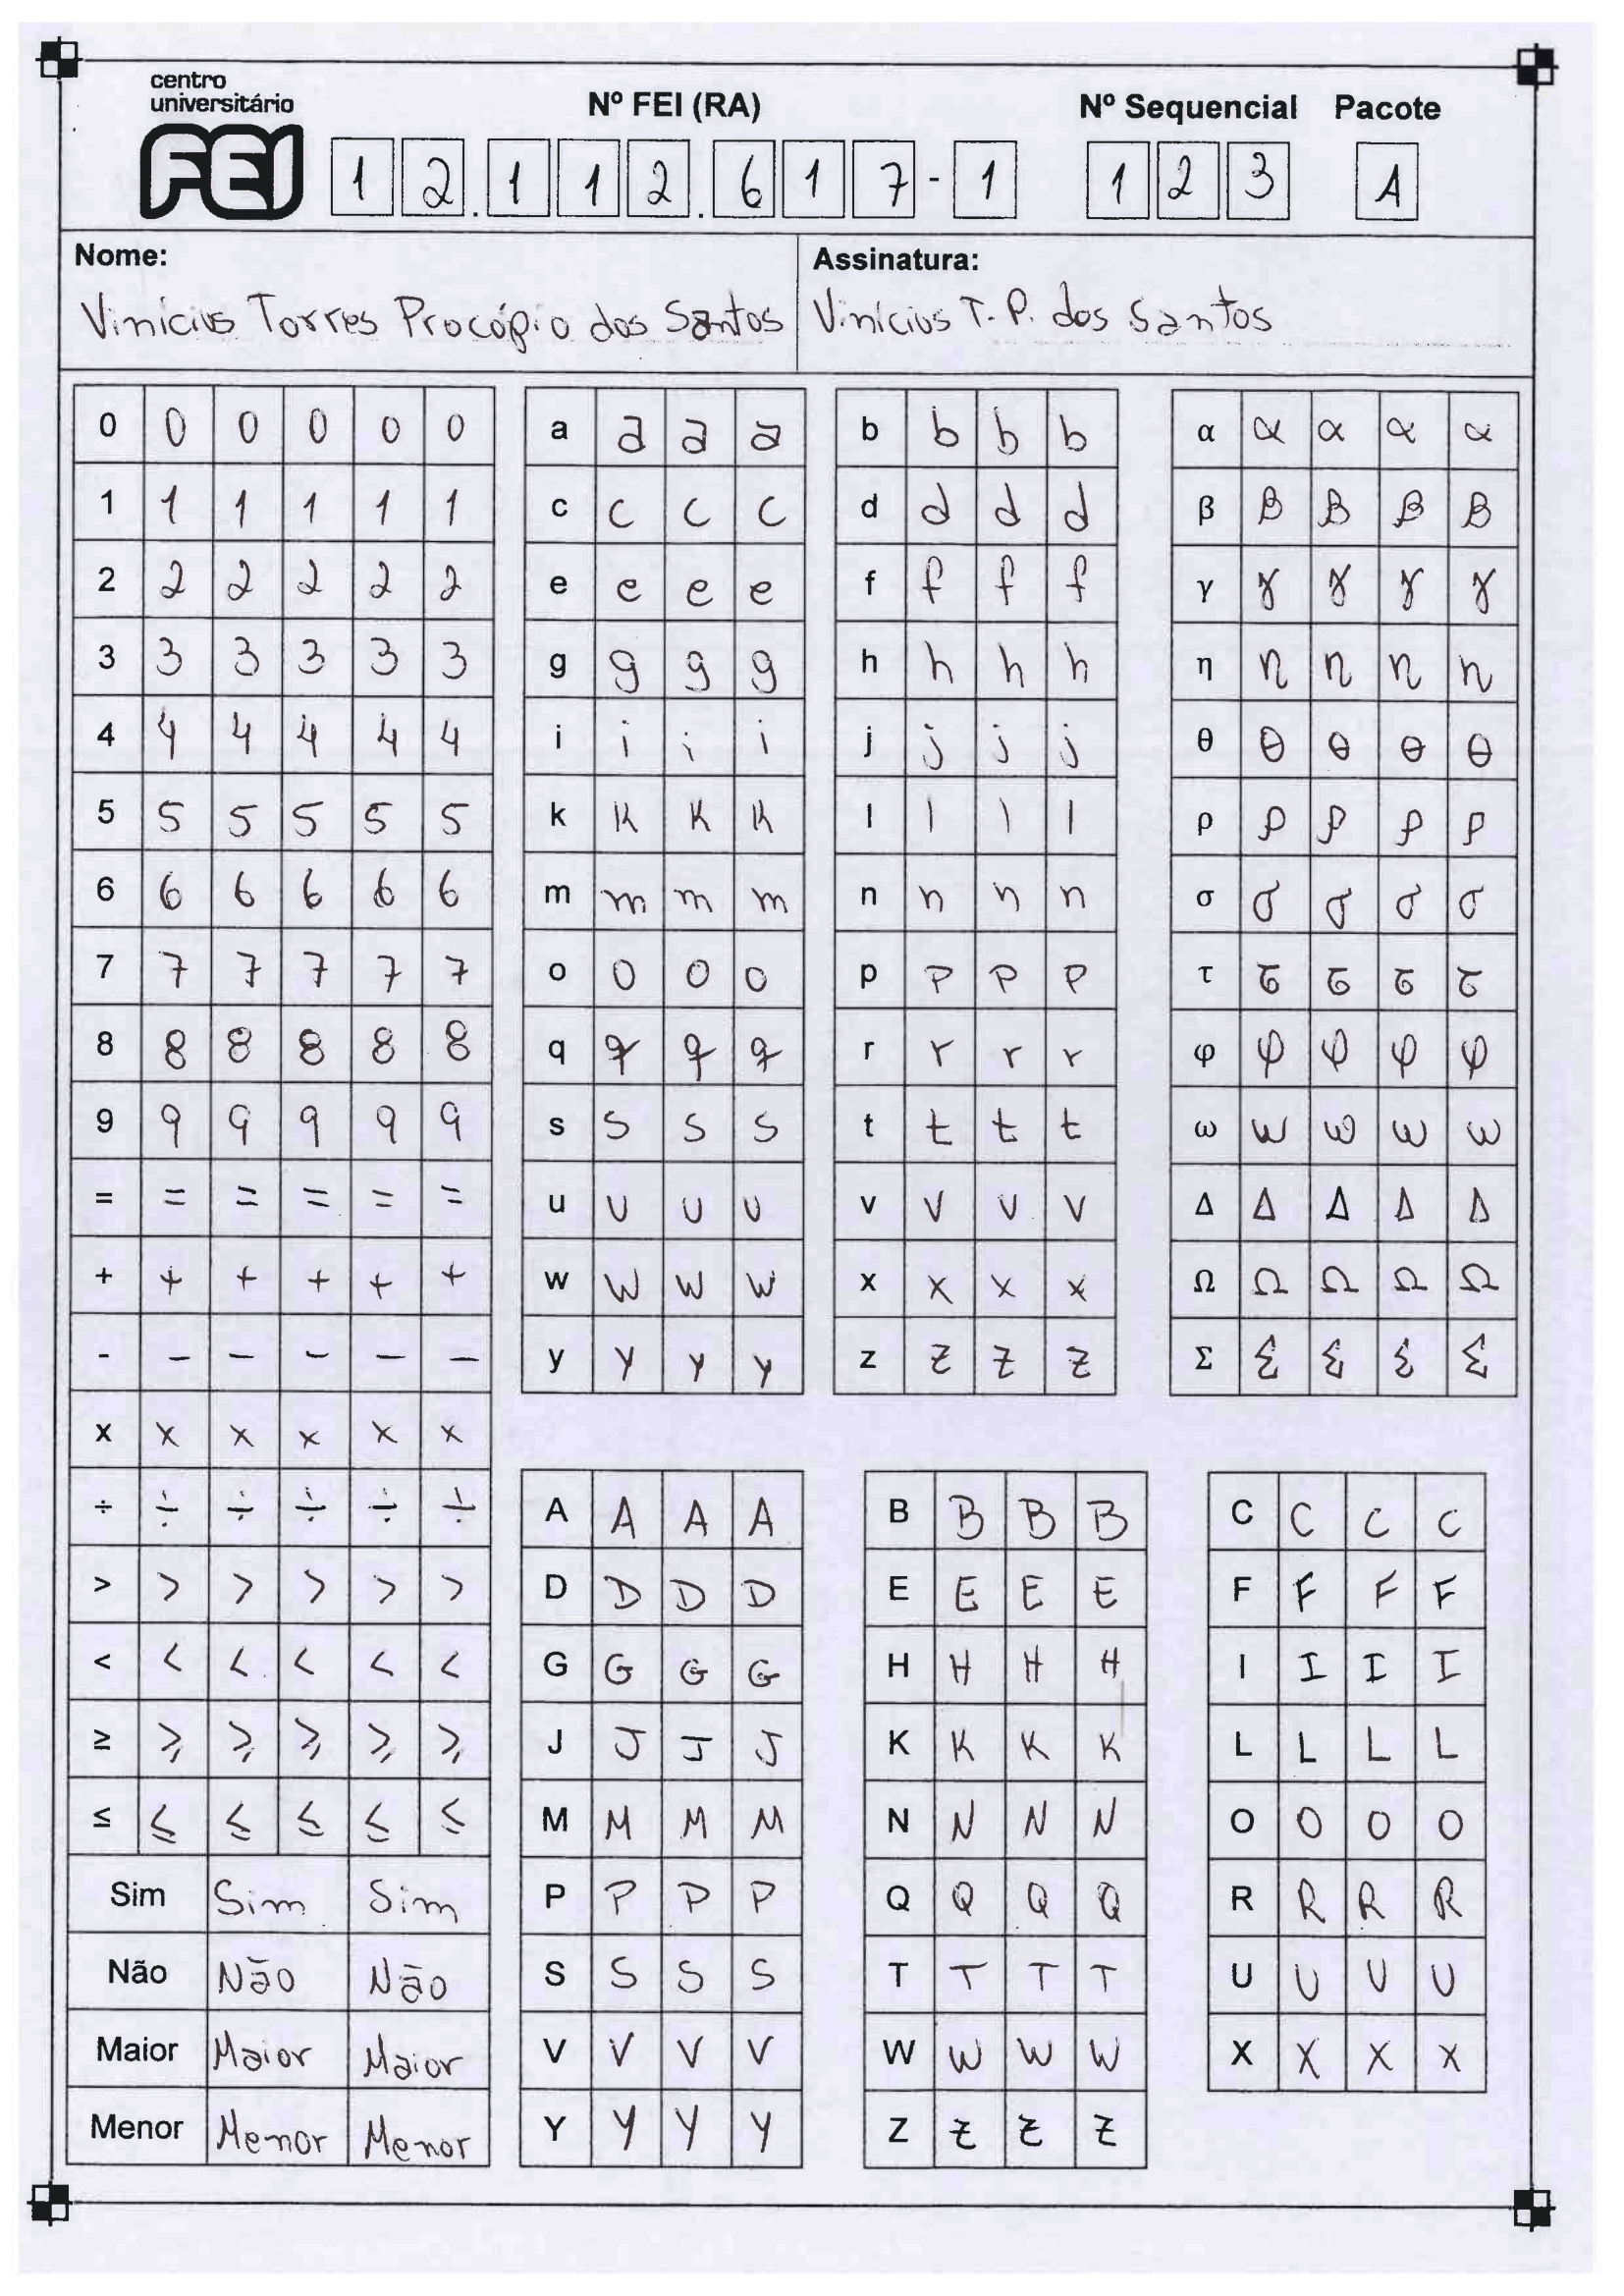 centro
universitário
FEI
Nº FEI (RA) Nº Sequencial Pacote
1 2 . 1 1 2 . 6 1 7 - 1 1 2 3 A
Nome: Assinatura:
Vinícius Torres Procópio dos Santos Vinícios T. P. dos Santos
0 0 0 0 0 0 a a a a b b b b α α α α α
1 1 1 1 1 1 c c c c d d d d β β β β β
2 2 2 2 2 2 e e e e f f f f γ γ γ γ γ
3 3 3 3 3 3 g g g g h h h h η η η η η
4 4 4 4 4 4 i i i i j j j j θ θ θ θ θ
5 5 5 5 5 5 k k k k l l l l ρ ρ ρ ρ ρ
6 6 6 6 6 6 m m m m n n n n σ σ σ σ σ
7 7 7 7 7 7 o o o o p p p p τ τ τ τ τ
8 8 8 8 8 8 q q q q r r r r φ φ φ φ φ
9 9 9 9 9 9 s s s s t t t t ω ω ω ω ω
= = = = = = u u u u v v v v Δ Δ Δ Δ Δ
+ + + + + + w w w w x x x x Ω Ω Ω Ω Ω
- - - - - - y y y y z z z z Σ Σ Σ Σ Σ
x x x x x x
÷ ÷ ÷ ÷ ÷ ÷ A A A A B B B B C C C C
> > > > > > D D D D E E E E F F F F
< < < < < < G G G G H H H H I I I I
≥ ≥ ≥ ≥ ≥ ≥ J J J J K K K K L L L L
≤ ≤ ≤ ≤ ≤ ≤ M M M M N N N N O O O O
Sim Sim Sim P P P P Q Q Q Q R R R R
Não Não Não S S S S T T T T U U U U
Maior Maior Maior V V V V W W W W X X X X
Menor Menor Menor Y Y Y Y Z Z Z Z